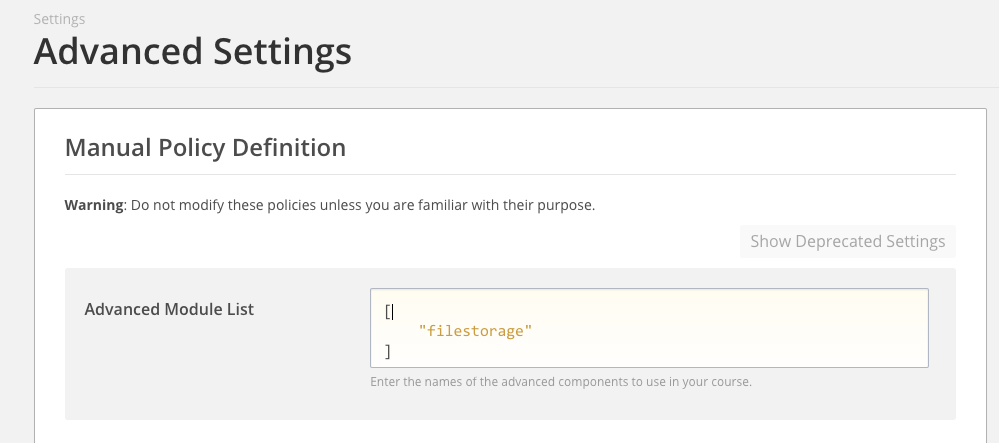 Settings
Advanced Settings
Manual Policy Definition
Warning: Do not modify these policies unless you are familiar with their purpose.
Show Deprecated Settings
Advanced Module List
[
"filestorage"
]
Enter the names of the advanced components to use in your course.